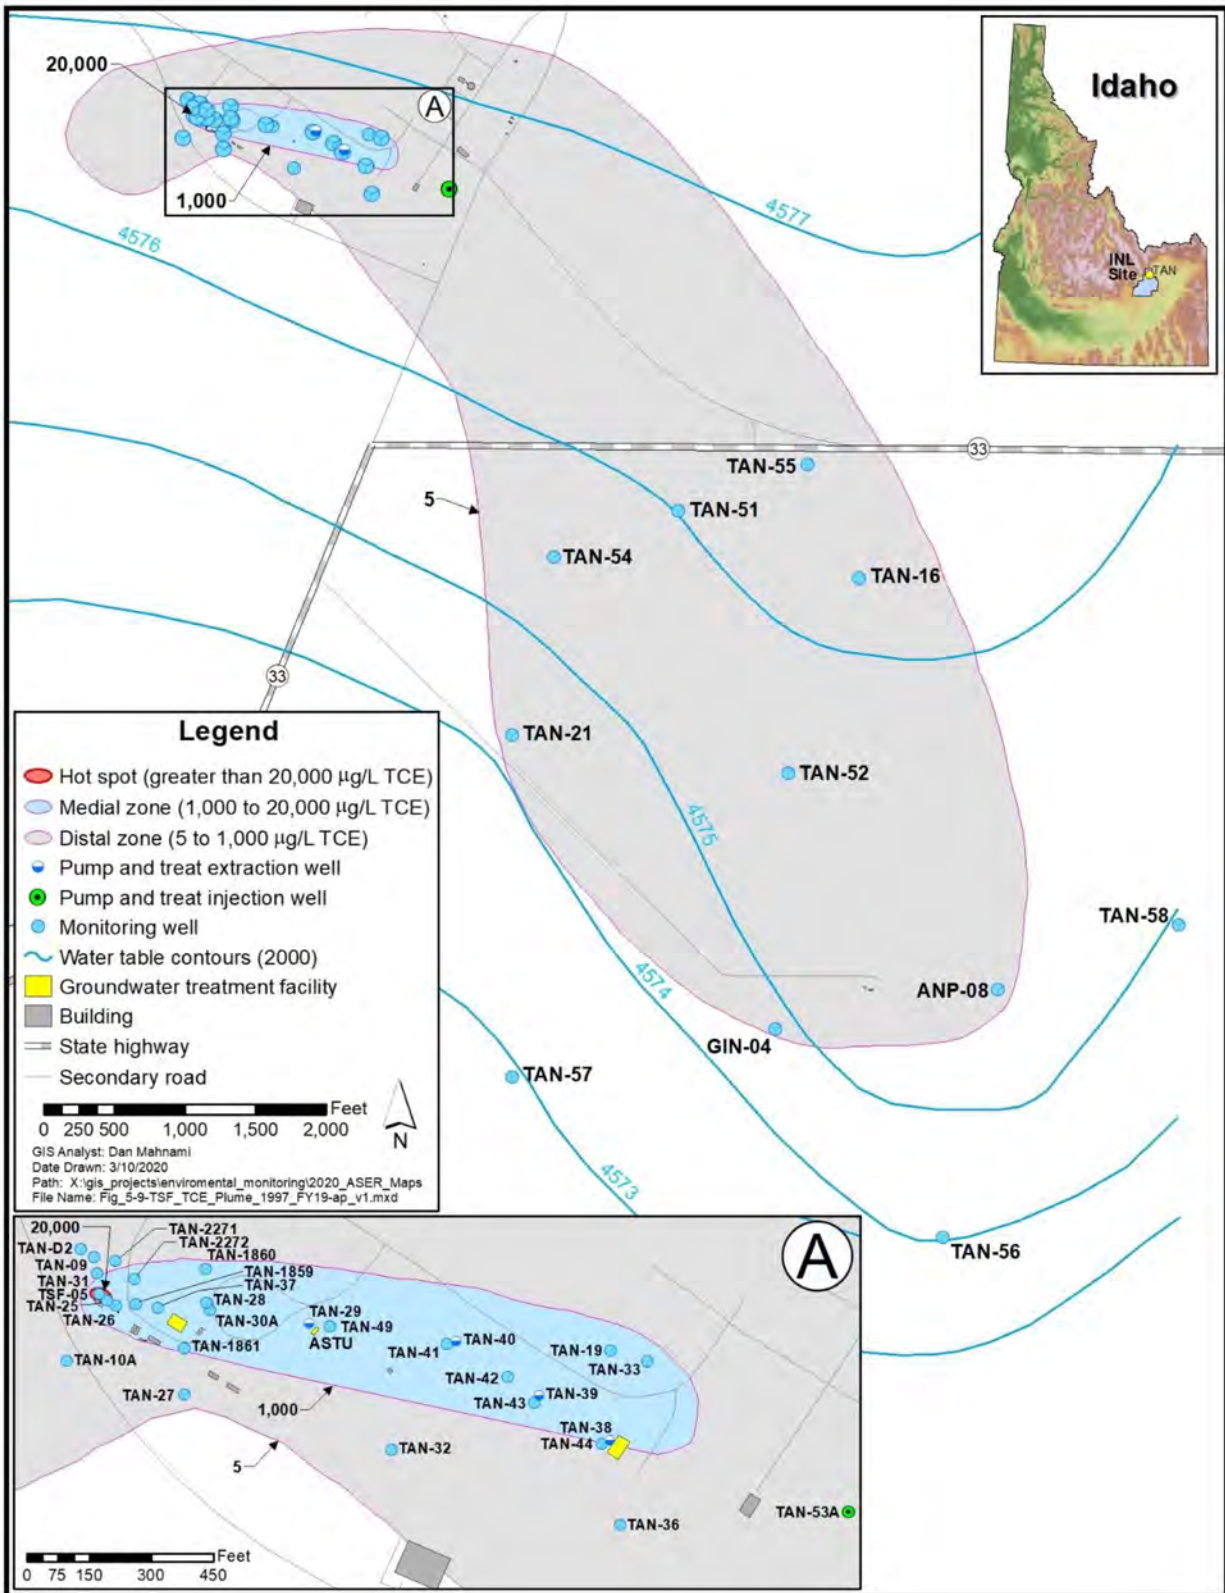 20,000
A
1,000
Idaho
INL
Site
TAN
4577
4576
33
TAN-55
5
TAN-51
TAN-54
TAN-16
33
TAN-21
TAN-52
4575
TAN-58
ANP-08
4574
GIN-04
TAN-57
4573
TAN-56
Legend
Hot spot (greater than 20,000 µg/L TCE)
Medial zone (1,000 to 20,000 µg/L TCE)
Distal zone (5 to 1,000 µg/L TCE)
Pump and treat extraction well
Pump and treat injection well
Monitoring well
Water table contours (2000)
Groundwater treatment facility
Building
State highway
Secondary road
Feet
0 250 500 1,000 1,500 2,000
N
GIS Analyst: Dan Mahnami
Date Drawn: 3/10/2020
Path: X:\gis_projects\enviromental_monitoring\2020_ASER_Maps
File Name: Fig_5-9-TSF_TCE_Plume_1997_FY19-ap_v1.mxd
A
20,000
TAN-2271
TAN-D2
TAN-2272
TAN-09
TAN-1860
TAN-31
TAN-1859
TSF-05
TAN-37
TAN-25
TAN-28
TAN-26
TAN-30A
TAN-29
TAN-49
ASTU
TAN-1861
TAN-40
TAN-41
TAN-19
TAN-33
TAN-10A
TAN-42
TAN-27
TAN-39
TAN-43
1,000
TAN-38
TAN-44
TAN-32
5
TAN-53A
TAN-36
Feet
0 75 150 300 450